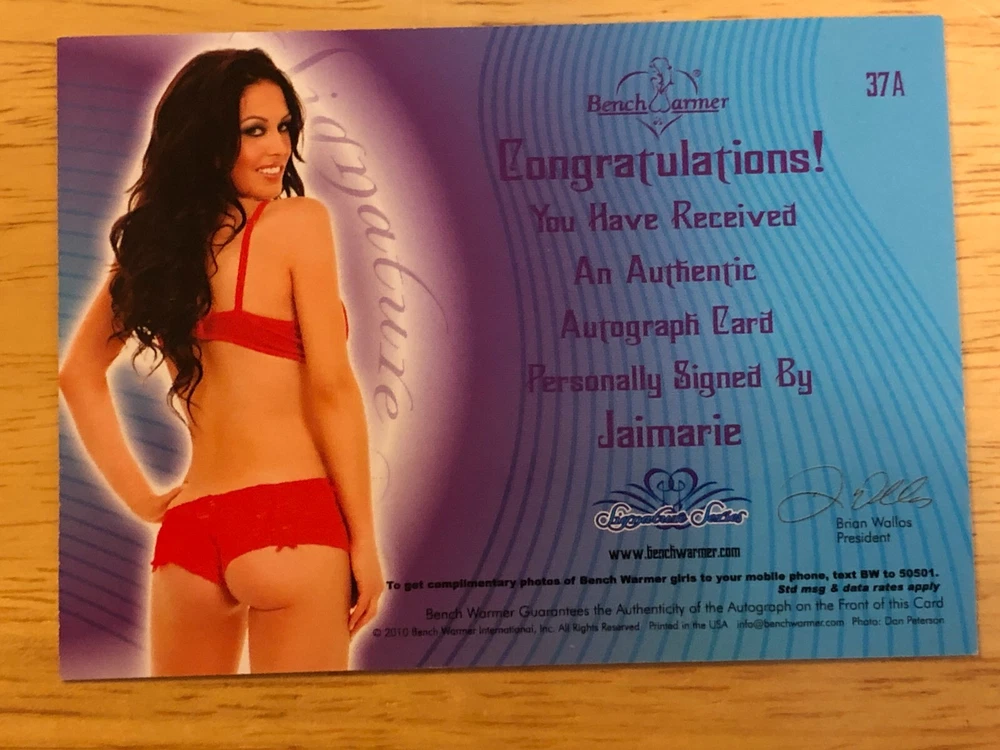 Signature
Bench Warmer
37A
Congratulations!
You Have Received
An Authentic
Autograph Card
Personally Signed By
Jaimarie
Signature Series
Brian Wallos
President
www.benchwarmer.com
To get complimentary photos of Bench Warmer girls to your mobile phone, text BW to 50501.
Std msg & data rates apply
Bench Warmer Guarantees the Authenticity of the Autograph on the Front of this Card
© 2010 Bench Warmer International, Inc. All Rights Reserved Printed in the USA info@benchwarmer.com Photo: Dan Peterson